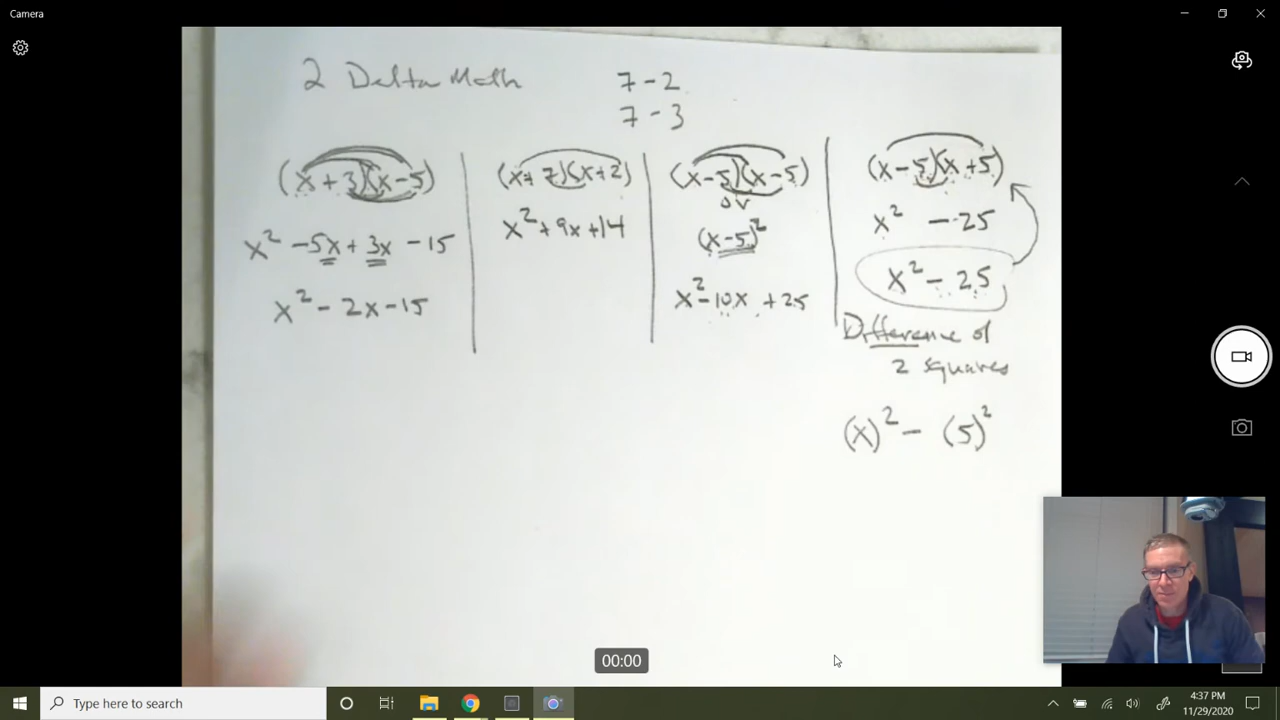 Camera
2 Delta Math
7 - 2
7 - 3
(x + 3)(x - 5)
x² - 5x + 3x - 15
x² - 2x - 15
(x + 7)(x + 2)
x² + 9x + 14
(x - 5)(x - 5)
or
(x - 5)²
x² - 10x + 25
(x - 5)(x + 5)
x² - 25
x² - 25
Difference of
2 squares
(x)² - (5)²
00:00
Type here to search
4:37 PM
11/29/2020